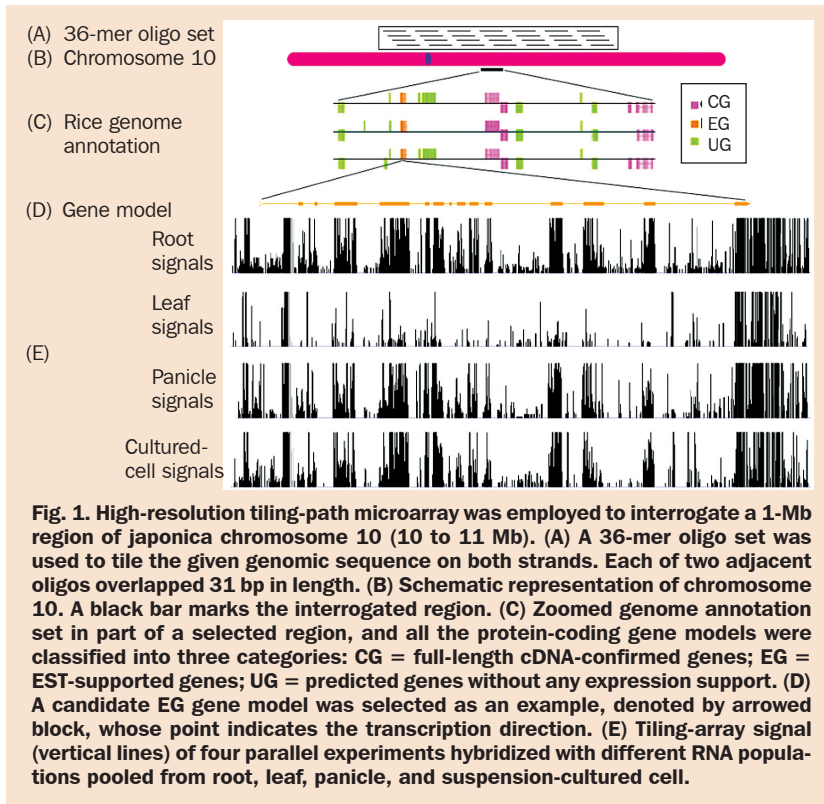 (A) 36-mer oligo set
(B) Chromosome 10
CG
EG
UG
(C) Rice genome
annotation
(D) Gene model
Root
signals
Leaf
signals
(E)
Panicle
signals
Cultured-
cell signals
Fig. 1. High-resolution tiling-path microarray was employed to interrogate a 1-Mb
region of japonica chromosome 10 (10 to 11 Mb). (A) A 36-mer oligo set was
used to tile the given genomic sequence on both strands. Each of two adjacent
oligos overlapped 31 bp in length. (B) Schematic representation of chromosome
10. A black bar marks the interrogated region. (C) Zoomed genome annotation
set in part of a selected region, and all the protein-coding gene models were
classified into three categories: CG = full-length cDNA-confirmed genes; EG =
EST-supported genes; UG = predicted genes without any expression support. (D)
A candidate EG gene model was selected as an example, denoted by arrowed
block, whose point indicates the transcription direction. (E) Tiling-array signal
(vertical lines) of four parallel experiments hybridized with different RNA popula-
tions pooled from root, leaf, panicle, and suspension-cultured cell.